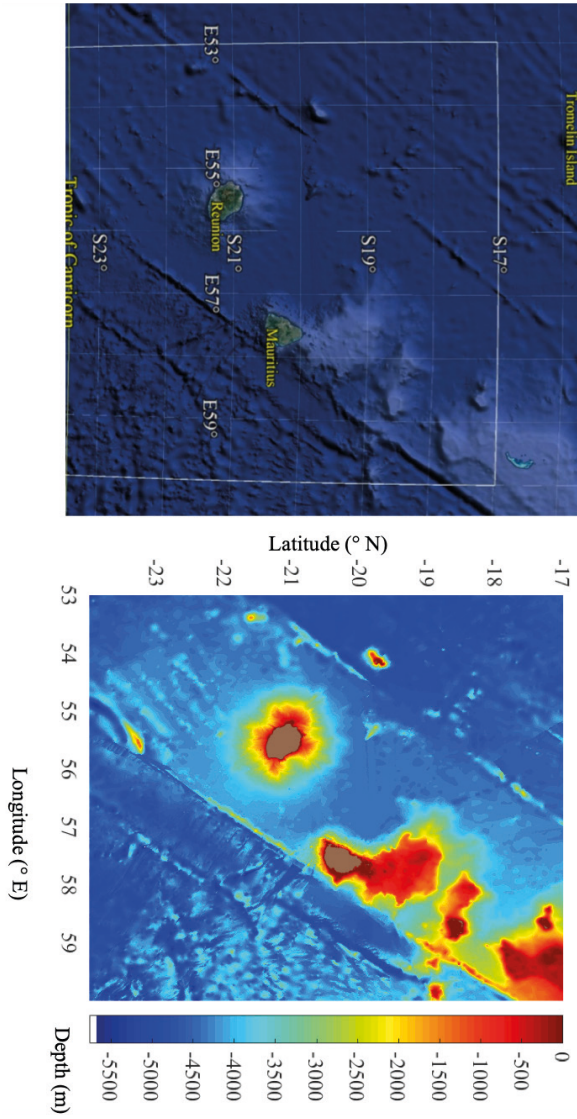 Tromelin Island
E53°
E55°
E57°
E59°
S17°
S19°
S21°
S23°
Reunion
Mauritius
Tropic of Capricorn
Latitude (° N)
-17
-18
-19
-20
-21
-22
-23
53
54
55
56
57
58
59
Longitude (° E)
0
-500
-1000
-1500
-2000
-2500
-3000
-3500
-4000
-4500
-5000
-5500
Depth (m)